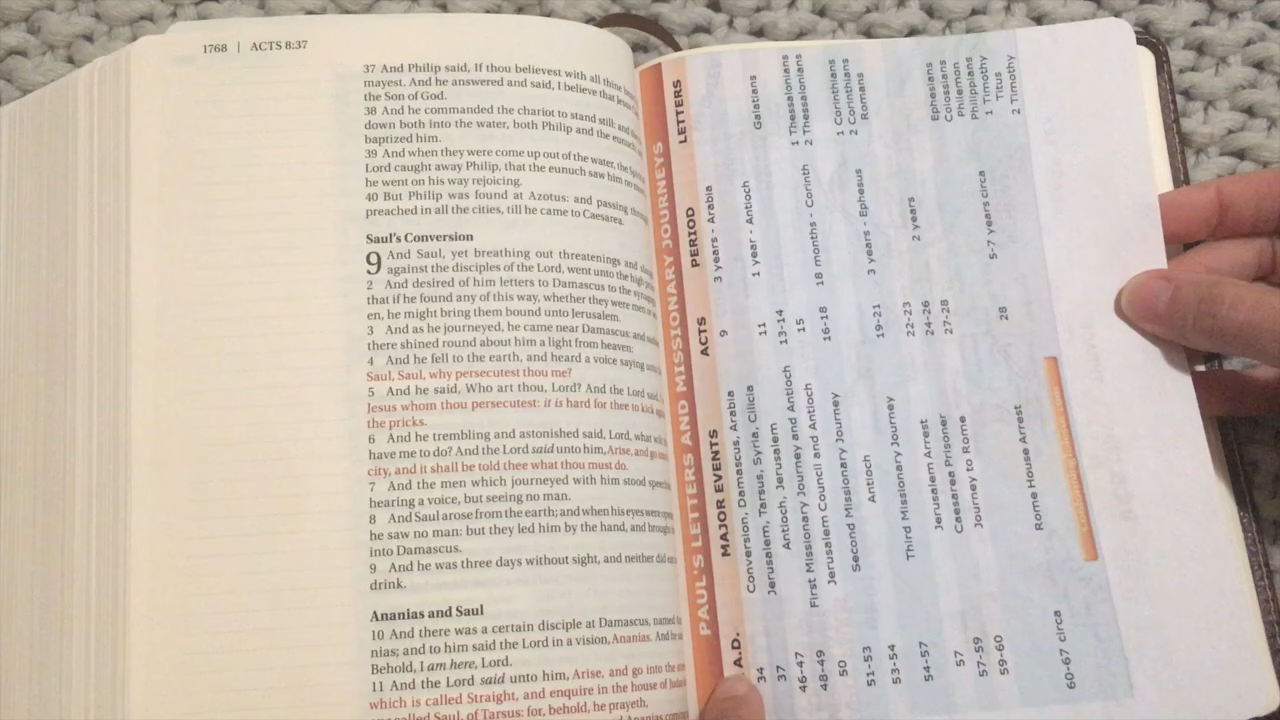 1768 | ACTS 8:37
37 And Philip said, If thou believest with all thine
mayest. And he answered and said, I believe that Jesus
the Son of God.
38 And he commanded the chariot to stand still: and
down both into the water, both Philip and the eunuch
baptized him.
39 And when they were come up out of the water, the
Lord caught away Philip, that the eunuch saw him no
he went on his way rejoicing.
40 But Philip was found at Azotus: and passing
preached in all the cities, till he came to Caesarea.
Saul's Conversion
9 And Saul, yet breathing out threatenings and
against the disciples of the Lord, went unto the high
2 And desired of him letters to Damascus to the
that if he found any of this way, whether they were men
en, he might bring them bound unto Jerusalem.
3 And as he journeyed, he came near Damascus: and
there shined round about him a light from heaven:
4 And he fell to the earth, and heard a voice saying
Saul, Saul, why persecutest thou me?
5 And he said, Who art thou, Lord? And the Lord said,
Jesus whom thou persecutest: it is hard for thee to kick
the pricks.
6 And he trembling and astonished said, Lord, what
have me to do? And the Lord said unto him, Arise, and go
city, and it shall be told thee what thou must do.
7 And the men which journeyed with him stood
hearing a voice, but seeing no man.
8 And Saul arose from the earth; and when his eyes were
he saw no man: but they led him by the hand, and
into Damascus.
9 And he was three days without sight, and neither did
drink.
Ananias and Saul
10 And there was a certain disciple at Damascus, named
nias; and to him said the Lord in a vision, Ananias. And he
Behold, I am here, Lord.
11 And the Lord said unto him, Arise, and go into the
which is called Straight, and enquire in the house of
called Saul, of Tarsus: for, behold, he prayeth,
PAUL'S LETTERS AND MISSIONARY JOURNEYS
A.D. MAJOR EVENTS ACTS PERIOD LETTERS
34 Conversion, Damascus, Arabia 9 3 years - Arabia
37 Jerusalem, Tarsus, Syria, Cilicia
46-47 Antioch, Jerusalem 11 1 year - Antioch
48-49 First Missionary Journey and Antioch 13-14 Galatians
50 Jerusalem Council and Antioch 15
51-53 Second Missionary Journey 16-18 18 months - Corinth 1 Thessalonians
2 Thessalonians
53-54 Antioch
54-57 Third Missionary Journey 19-21 3 years - Ephesus 1 Corinthians
2 Corinthians
Romans
57 Jerusalem Arrest 22-23
57-59 Caesarea Prisoner 24-26 2 years
59-60 Journey to Rome 27-28
60-67 circa Rome House Arrest 28 5-7 years circa Ephesians
Colossians
Philemon
Philippians
1 Timothy
Titus
2 Timothy